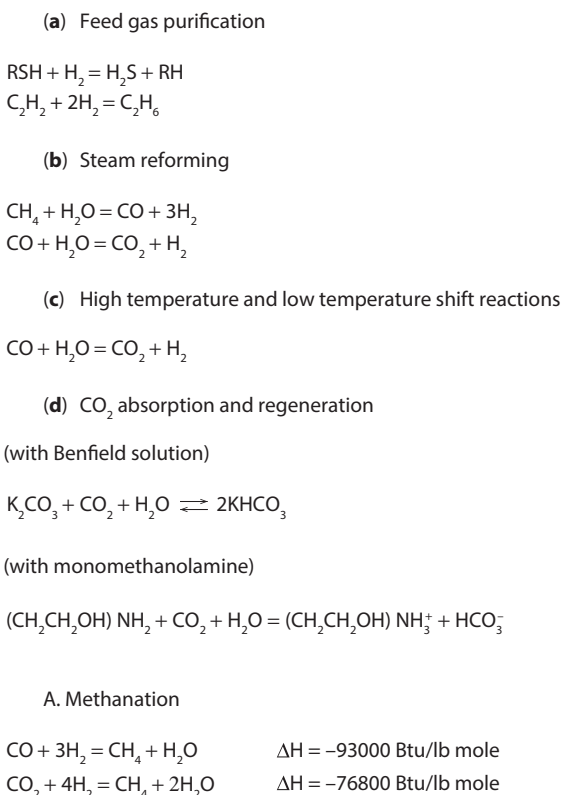 (a) Feed gas purification
RSH + H₂ = H₂S + RH
C₂H₂ + 2H₂ = C₂H₆
(b) Steam reforming
CH₄ + H₂O = CO + 3H₂
CO + H₂O = CO₂ + H₂
(c) High temperature and low temperature shift reactions
CO + H₂O = CO₂ + H₂
(d) CO₂ absorption and regeneration
(with Benfield solution)
K₂CO₃ + CO₂ + H₂O ⇌ 2KHCO₃
(with monomethanolamine)
(CH₂CH₂OH) NH₂ + CO₂ + H₂O = (CH₂CH₂OH) NH₃⁺ + HCO₃⁻
A. Methanation
CO + 3H₂ = CH₄ + H₂O ΔH = –93000 Btu/lb mole
CO₂ + 4H₂ = CH₄ + 2H₂O ΔH = –76800 Btu/lb mole